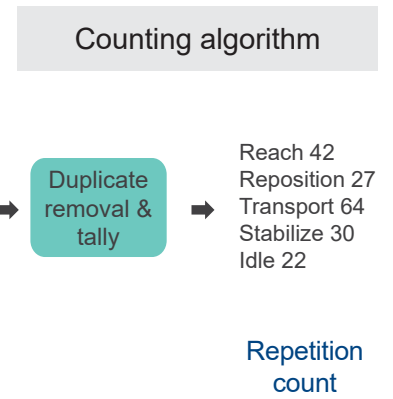 Counting algorithm
Duplicate
removal &
tally
Reach 42
Reposition 27
Transport 64
Stabilize 30
Idle 22
Repetition
count